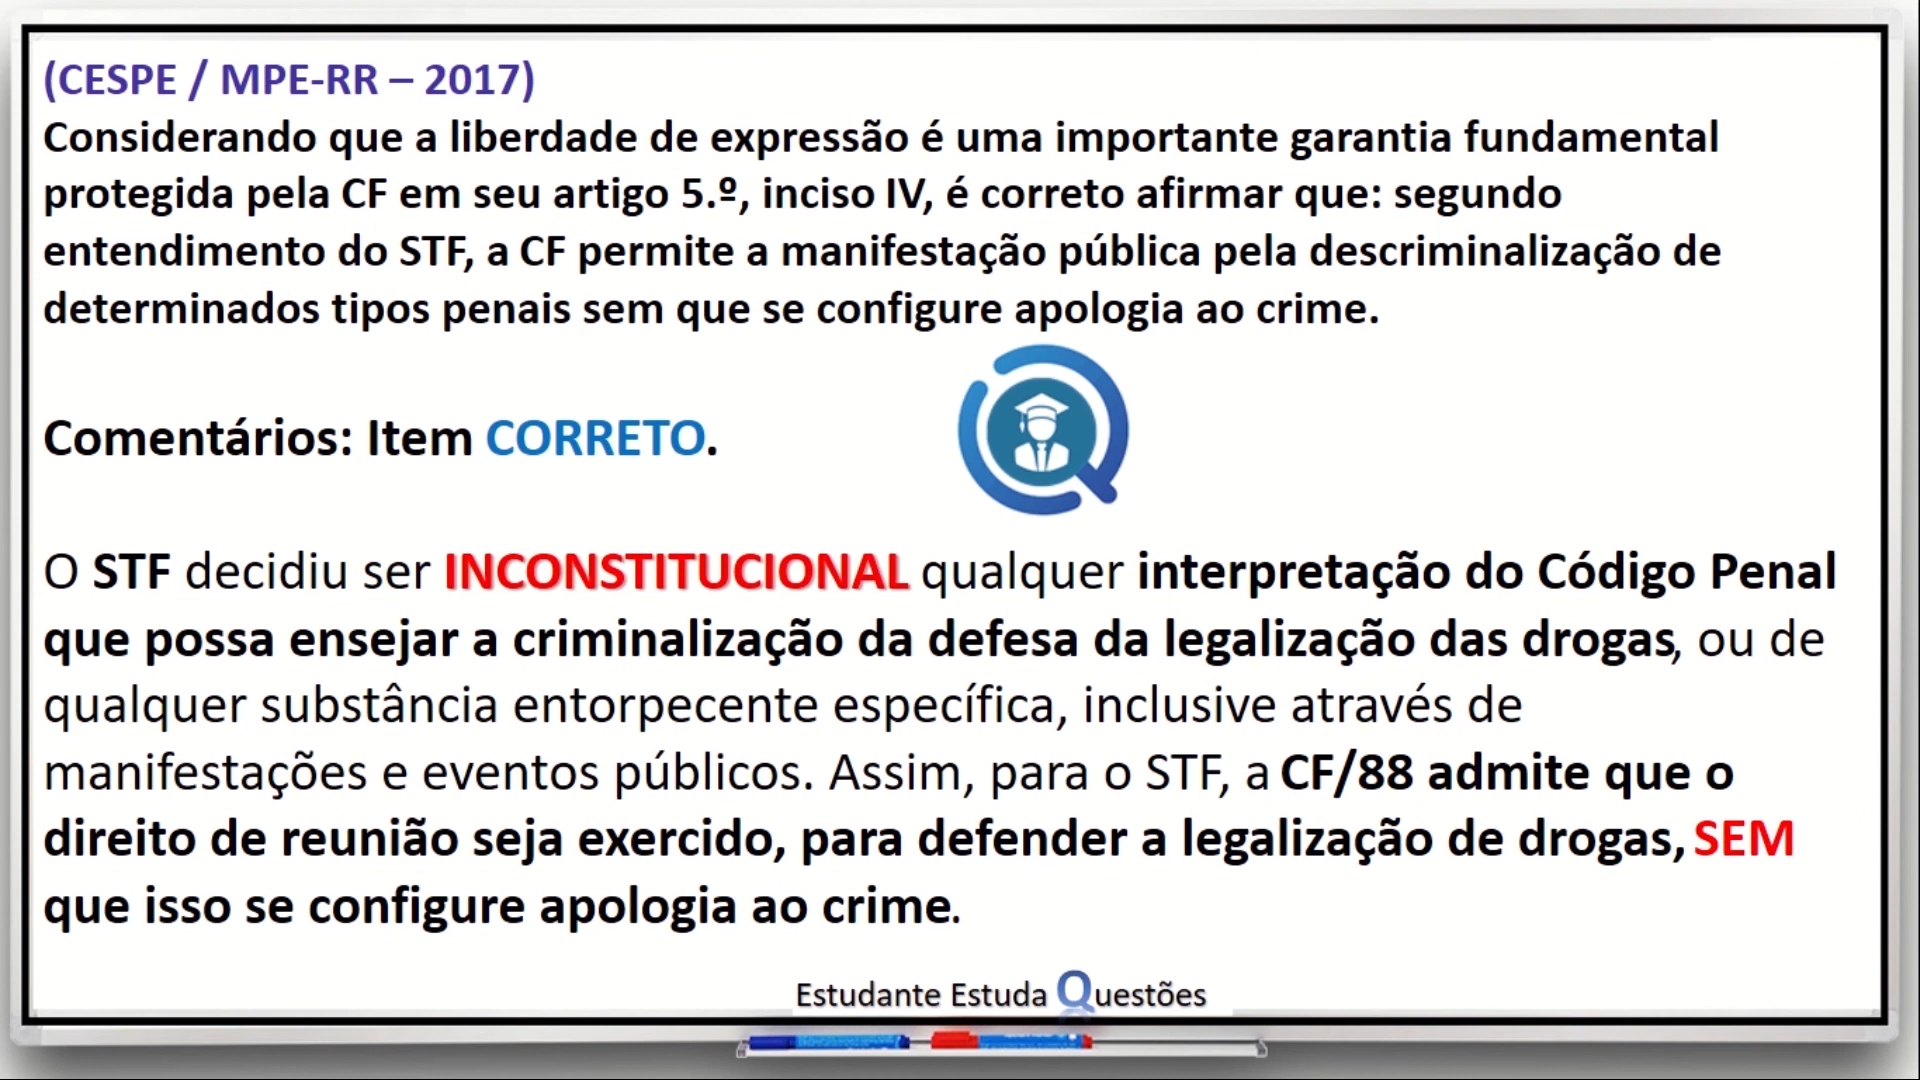 (CESPE / MPE-RR – 2017)
Considerando que a liberdade de expressão é uma importante garantia fundamental
protegida pela CF em seu artigo 5.º, inciso IV, é correto afirmar que: segundo
entendimento do STF, a CF permite a manifestação pública pela descriminalização de
determinados tipos penais sem que se configure apologia ao crime.
Comentários: Item CORRETO.
O STF decidiu ser INCONSTITUCIONAL qualquer interpretação do Código Penal
que possa ensejar a criminalização da defesa da legalização das drogas, ou de
qualquer substância entorpecente específica, inclusive através de
manifestações e eventos públicos. Assim, para o STF, a CF/88 admite que o
direito de reunião seja exercido, para defender a legalização de drogas, SEM
que isso se configure apologia ao crime.
Estudante Estuda Questões